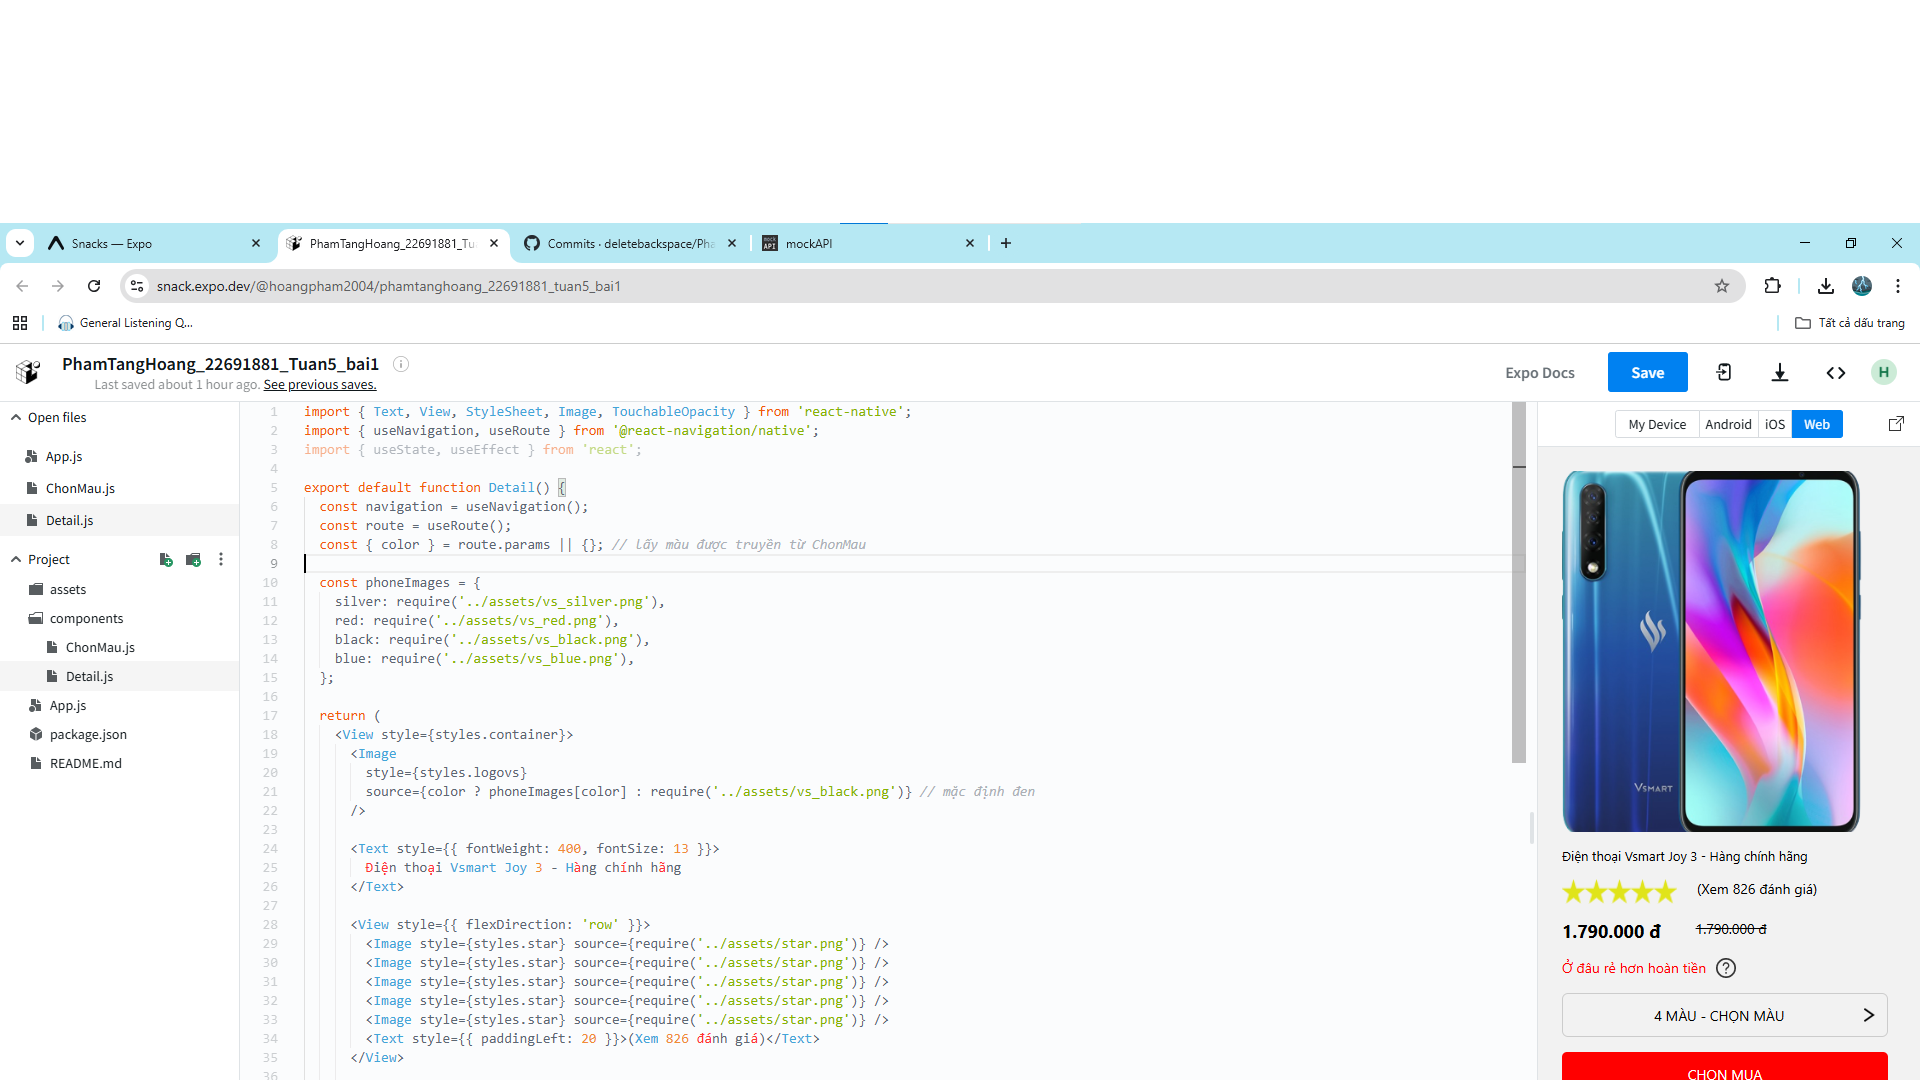 Snacks — Expo
PhamTangHoang_22691881_Tu
Commits · deletebackspace/Pha
mockAPI
snack.expo.dev/@hoangpham2004/phamtanghoang_22691881_tuan5_bai1
General Listening Q...
Tất cả dấu trang
PhamTangHoang_22691881_Tuan5_bai1
Last saved about 1 hour ago. See previous saves.
Expo Docs
Save
H
Open files
App.js
ChonMau.js
Detail.js
Project
assets
components
ChonMau.js
Detail.js
App.js
package.json
README.md
1 import { Text, View, StyleSheet, Image, TouchableOpacity } from 'react-native';
2 import { useNavigation, useRoute } from '@react-navigation/native';
3 import { useState, useEffect } from 'react';
4
5 export default function Detail() {
6 const navigation = useNavigation();
7 const route = useRoute();
8 const { color } = route.params || {}; // lấy màu được truyền từ ChonMau
9
10 const phoneImages = {
11 silver: require('../assets/vs_silver.png'),
12 red: require('../assets/vs_red.png'),
13 black: require('../assets/vs_black.png'),
14 blue: require('../assets/vs_blue.png'),
15 };
16
17 return (
18 <View style={styles.container}>
19 <Image
20 style={styles.logovs}
21 source={color ? phoneImages[color] : require('../assets/vs_black.png')} // mặc định đen
22 />
23
24 <Text style={{ fontWeight: 400, fontSize: 13 }}>
25 Điện thoại Vsmart Joy 3 - Hàng chính hãng
26 </Text>
27
28 <View style={{ flexDirection: 'row' }}>
29 <Image style={styles.star} source={require('../assets/star.png')} />
30 <Image style={styles.star} source={require('../assets/star.png')} />
31 <Image style={styles.star} source={require('../assets/star.png')} />
32 <Image style={styles.star} source={require('../assets/star.png')} />
33 <Image style={styles.star} source={require('../assets/star.png')} />
34 <Text style={{ paddingLeft: 20 }}>(Xem 826 đánh giá)</Text>
35 </View>
36
My Device
Android
iOS
Web
VSMART
Điện thoại Vsmart Joy 3 - Hàng chính hãng
(Xem 826 đánh giá)
1.790.000 đ
1.790.000 đ
Ở đâu rẻ hơn hoàn tiền
4 MÀU - CHỌN MÀU
CHỌN MUA